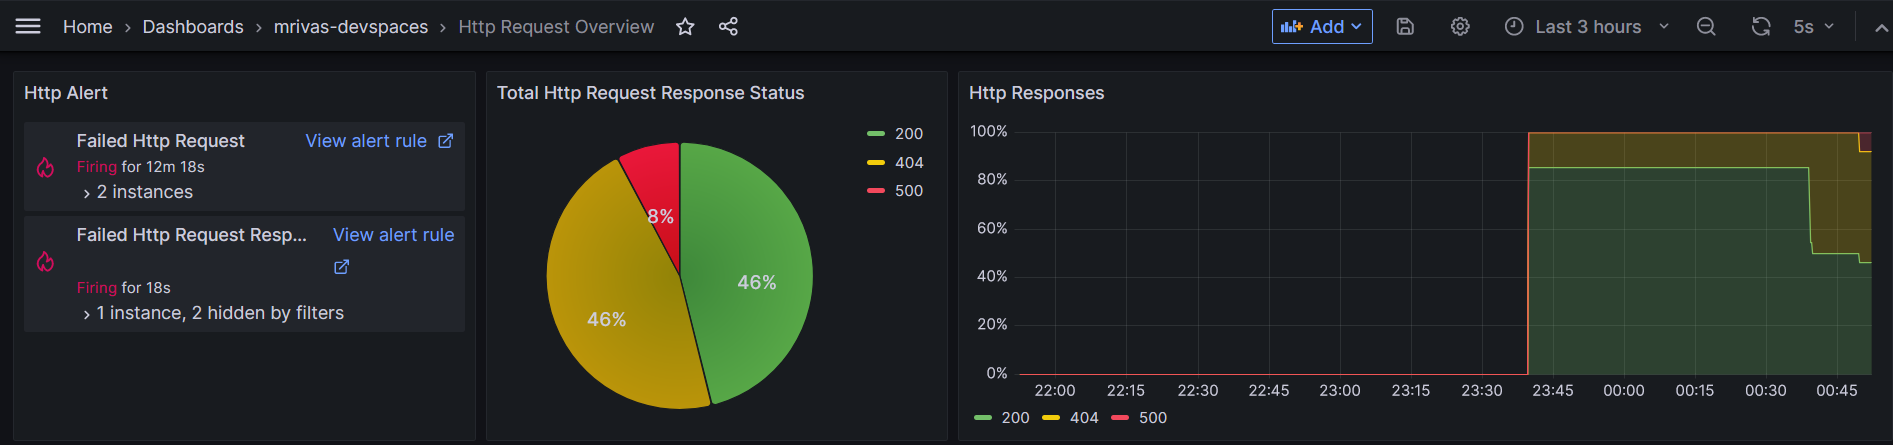 Home › Dashboards › mrivas-devspaces › Http Request Overview
Add
Last 3 hours
5s
Http Alert
Failed Http Request
View alert rule
Firing for 12m 18s
› 2 instances
Failed Http Request Resp...
View alert rule
Firing for 18s
› 1 instance, 2 hidden by filters
Total Http Request Response Status
200
404
500
8%
46%
46%
Http Responses
100%
80%
60%
40%
20%
0%
22:00 22:15 22:30 22:45 23:00 23:15 23:30 23:45 00:00 00:15 00:30 00:45
200 404 500